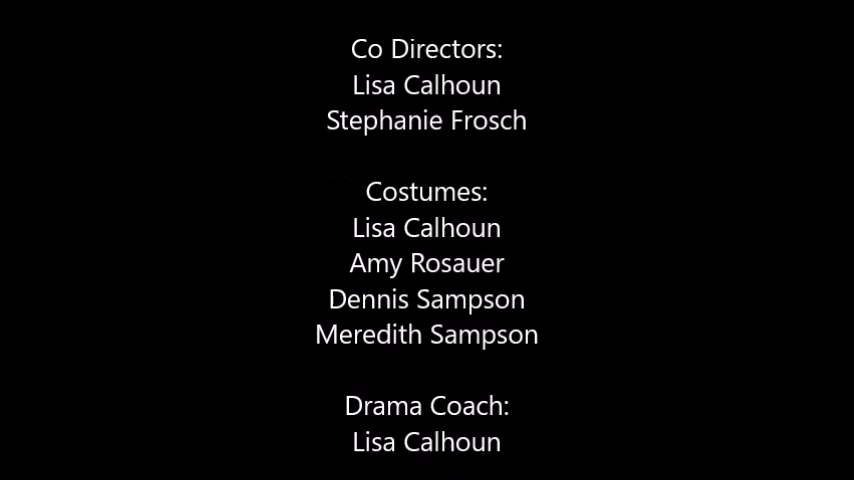 Co Directors:
Lisa Calhoun
Stephanie Frosch
Costumes:
Lisa Calhoun
Amy Rosauer
Dennis Sampson
Meredith Sampson
Drama Coach:
Lisa Calhoun